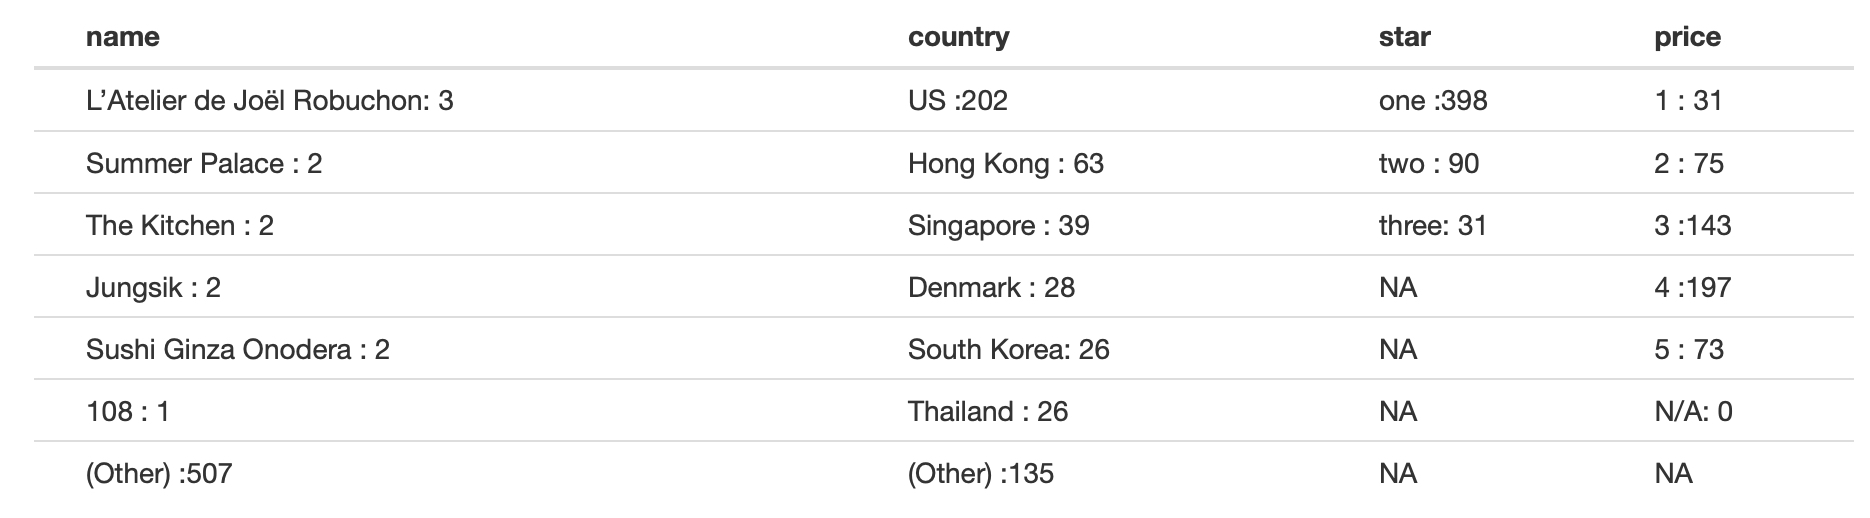 name country star price
L’Atelier de Joël Robuchon: 3 US :202 one :398 1 : 31
Summer Palace : 2 Hong Kong : 63 two : 90 2 : 75
The Kitchen : 2 Singapore : 39 three: 31 3 :143
Jungsik : 2 Denmark : 28 NA 4 :197
Sushi Ginza Onodera : 2 South Korea: 26 NA 5 : 73
108 : 1 Thailand : 26 NA N/A: 0
(Other) :507 (Other) :135 NA NA